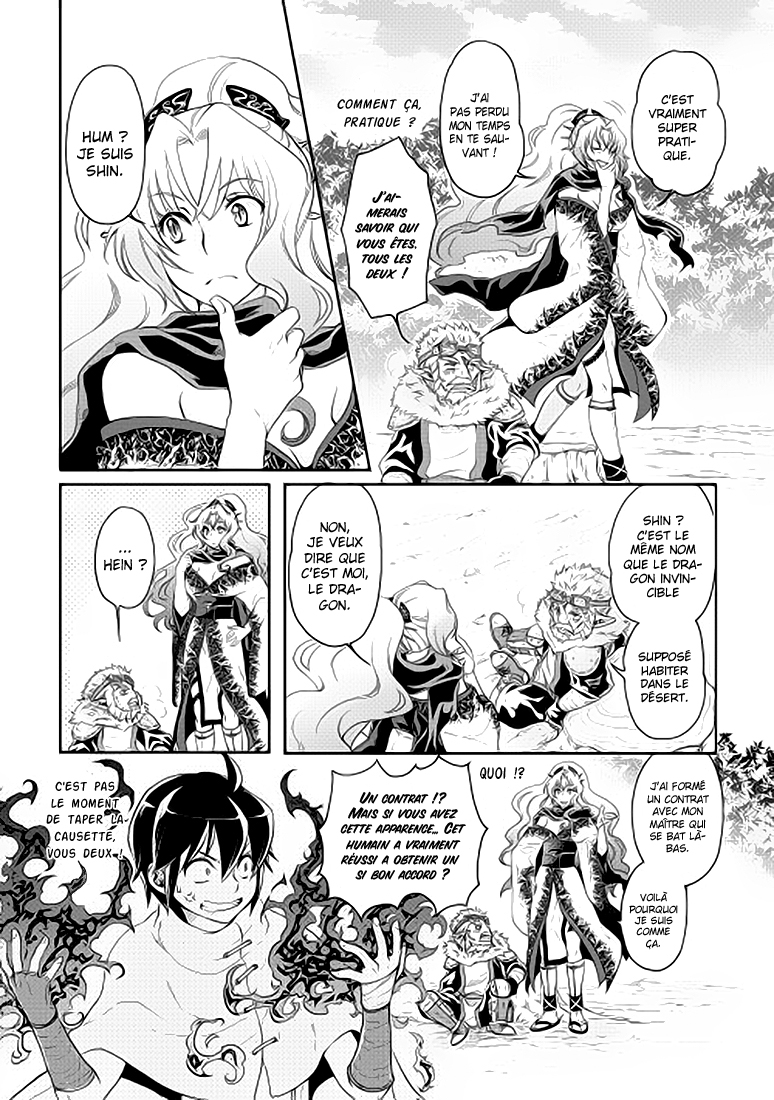 HUM ?
JE SUIS
SHIN.
COMMENT ÇA,
PRATIQUE ?
J'AI
PAS PERDU
MON TEMPS
EN TE SAU-
VANT !
C'EST
VRAIMENT
SUPER
PRATI-
QUE.
J'AI-
MERAIS
SAVOIR QUI
VOUS ÊTES,
TOUS LES
DEUX !
...
HEIN ?
NON,
JE VEUX
DIRE QUE
C'EST MOI,
LE DRA-
GON.
SHIN ?
C'EST LE
MÊME NOM
QUE LE DRA-
GON INVIN-
CIBLE
SUPPOSÉ
HABITER
DANS LE
DÉSERT.
C'EST PAS
LE MOMENT
DE TAPER LA
CAUSETTE,
VOUS DEUX !
UN CONTRAT !?
MAIS SI VOUS AVEZ
CETTE APPARENCE... CET
HUMAIN A VRAIMENT
RÉUSSI A OBTENIR UN
SI BON ACCORD ?
QUOI !?
J'AI FORMÉ
UN CONTRAT
AVEC MON
MAÎTRE QUI
SE BAT LÀ-
BAS.
VOILÀ
POURQUOI
JE SUIS
COMME
ÇA.